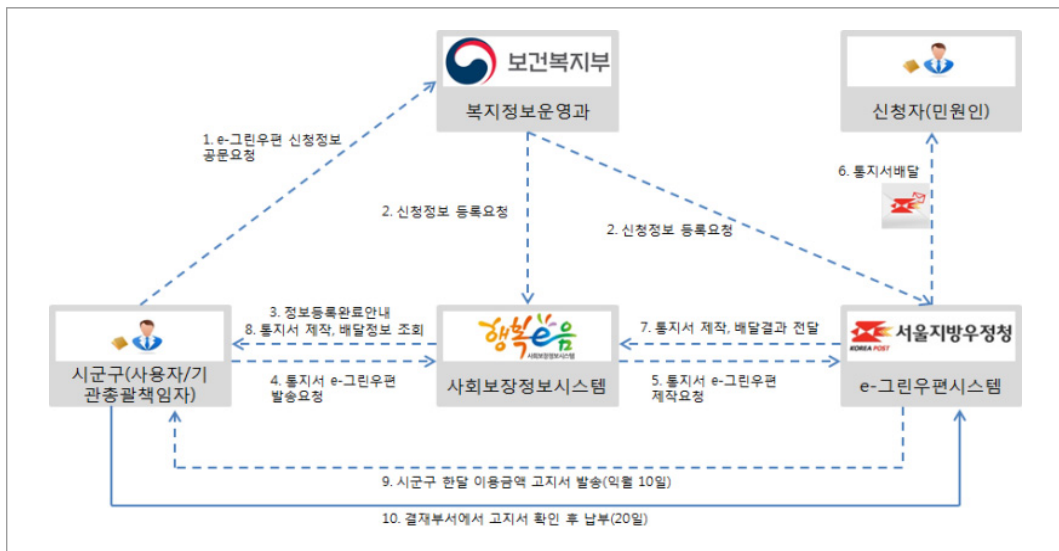 보건복지부
복지정보운영과
신청자(민원인)
1. e-그린우편 신청정보
공문요청
6. 통지서배달
2. 신청정보 등록요청
2. 신청정보 등록요청
3. 정보등록완료안내
8. 통지서 제작, 배달정보 조회
7. 통지서 제작, 배달결과 전달
행복e음
사회보장정보시스템
KOREA POST
서울지방우정청
시군구(사용자/기
관총괄책임자)
4. 통지서 e-그린우편
발송요청
사회보장정보시스템
5. 통지서 e-그린우편
제작요청
e-그린우편시스템
9. 시군구 한달 이용금액 고지서 발송(익월 10일)
10. 결재부서에서 고지서 확인 후 납부(20일)